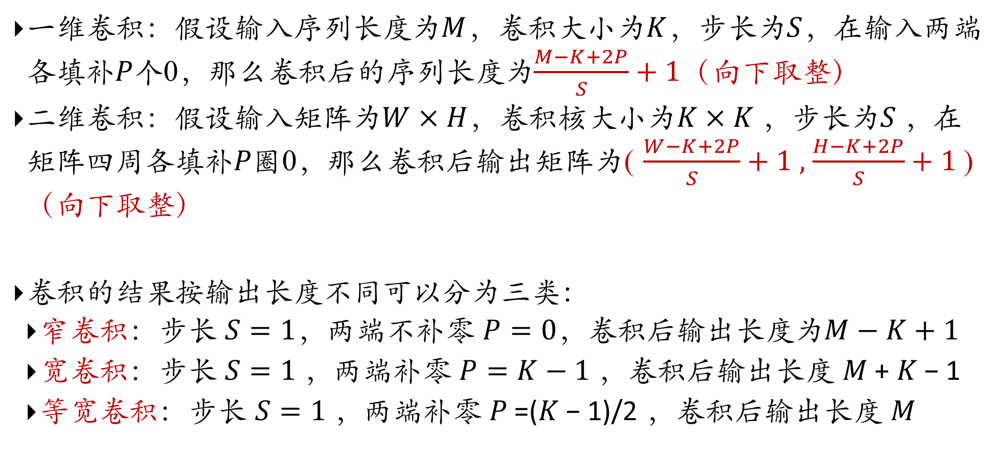 一维卷积：假设输入序列长度为M，卷积大小为K，步长为S，在输入两端
各填补P个0，那么卷积后的序列长度为\frac{M-K+2P}{S}+1（向下取整）
二维卷积：假设输入矩阵为W × H，卷积核大小为K × K ，步长为S ，在
矩阵四周各填补P圈0，那么卷积后输出矩阵为( \frac{W-K+2P}{S}+1 , \frac{H-K+2P}{S}+1 )
（向下取整）
卷积的结果按输出长度不同可以分为三类：
窄卷积：步长 S = 1，两端不补零 P = 0，卷积后输出长度为M − K + 1
宽卷积：步长 S = 1 ，两端补零 P = K − 1 ，卷积后输出长度 M + K − 1
等宽卷积：步长 S = 1 ，两端补零 P =(K − 1)/2 ，卷积后输出长度 M